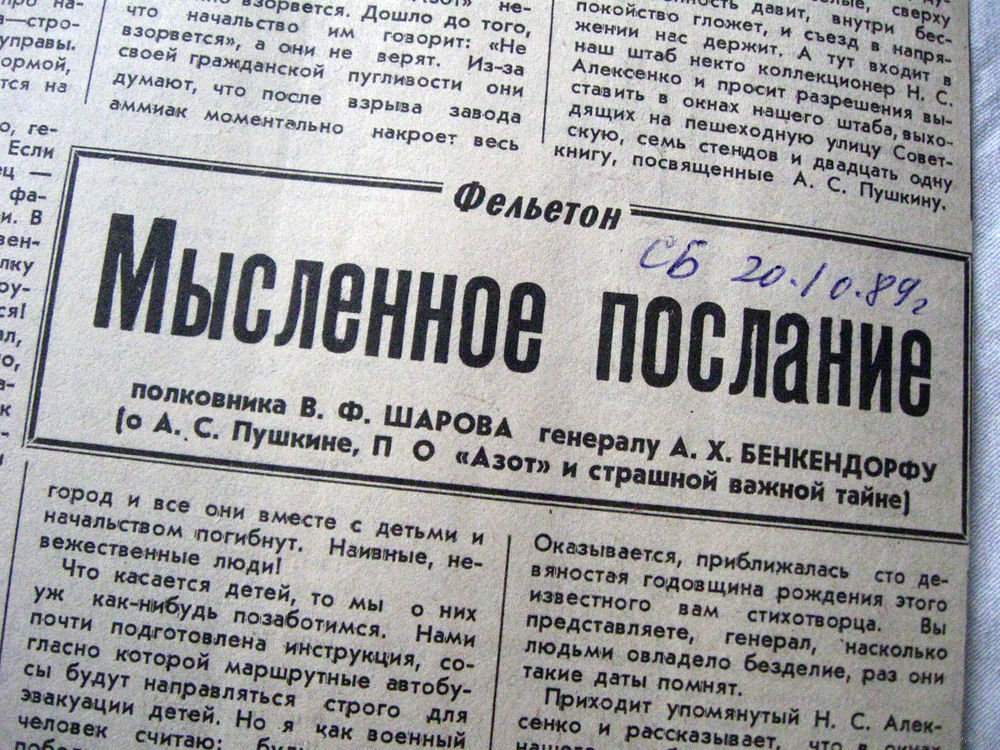 взорвется. Дошло до того,
что начальство им говорит: «Не
взорвется», а они не верят. Из-за
своей гражданской пугливости они
думают, что после взрыва завода
аммиак моментально накроет весь
сверху
давит, внутри бес-
покойство гложет, и съезд в напря-
жении нас держит. А тут входит в
наш штаб некто коллекционер Н. С.
Алексенко и просит разрешения вы-
ставить в окнах нашего штаба, выхо-
дящих на пешеходную улицу Совет-
скую, семь стендов и двадцать одну
книгу, посвященные А. С. Пушкину.
управы.
Фельетон
СБ 20.10.89г
Мысленное послание
полковника В. Ф. ШАРОВА генералу А. Х. БЕНКЕНДОРФУ
(о А. С. Пушкине, П О «Азот» и страшной важной тайне)
город и все они вместе с детьми и
начальством погибнут. Наивные, не-
вежественные люди!
Что касается детей, то мы о них
уж как-нибудь позаботимся. Нами
почти подготовлена инструкция, со-
гласно которой маршрутные автобу-
сы будут направляться строго для
эвакуации детей. Но я как военный
человек считаю:
Оказывается, приближалась сто де-
вяностая годовщина рождения этого
известного вам стихотворца. Вы
представляете, генерал, насколько
людьми овладело безделие, раз они
такие даты помнят.
Приходит упомянутый Н. С. Алек-
сенко и рассказывает, что в